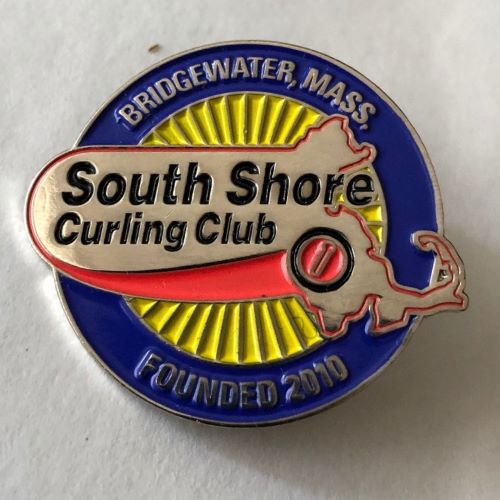 BRIDGEWATER, MASS.
South Shore
Curling Club
FOUNDED 2010